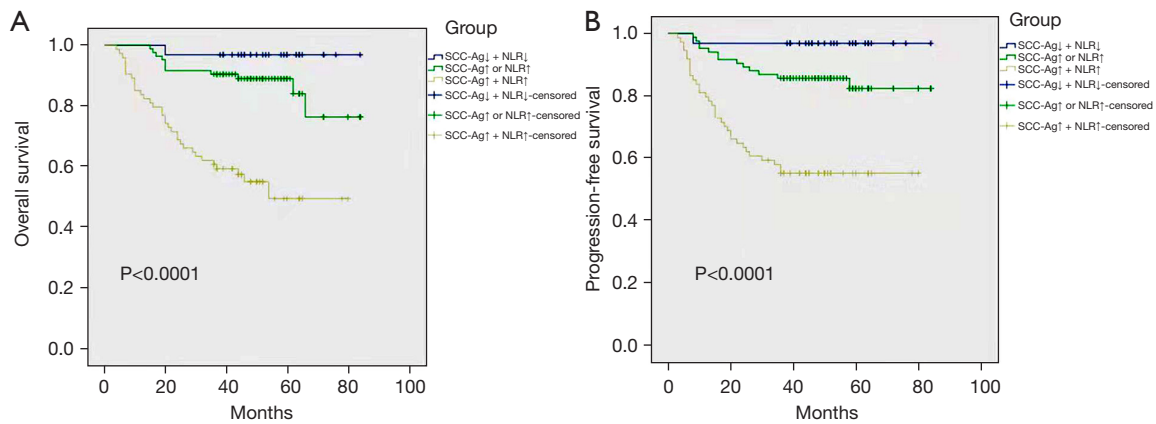 A
Group
SCC-Ag↓ + NLR↓
SCC-Ag↑ or NLR↑
SCC-Ag↑ + NLR↑
SCC-Ag↓ + NLR↓-censored
SCC-Ag↑ or NLR↑-censored
SCC-Ag↑ + NLR↑-censored
Overall survival
1.0
0.8
0.6
0.4
0.2
0.0
P<0.0001
0 20 40 60 80 100
Months
B
Group
SCC-Ag↓ + NLR↓
SCC-Ag↑ or NLR↑
SCC-Ag↑ + NLR↑
SCC-Ag↓ + NLR↓-censored
SCC-Ag↑ or NLR↑-censored
SCC-Ag↑ + NLR↑-censored
Progression-free survival
1.0
0.8
0.6
0.4
0.2
0.0
P<0.0001
0 20 40 60 80 100
Months